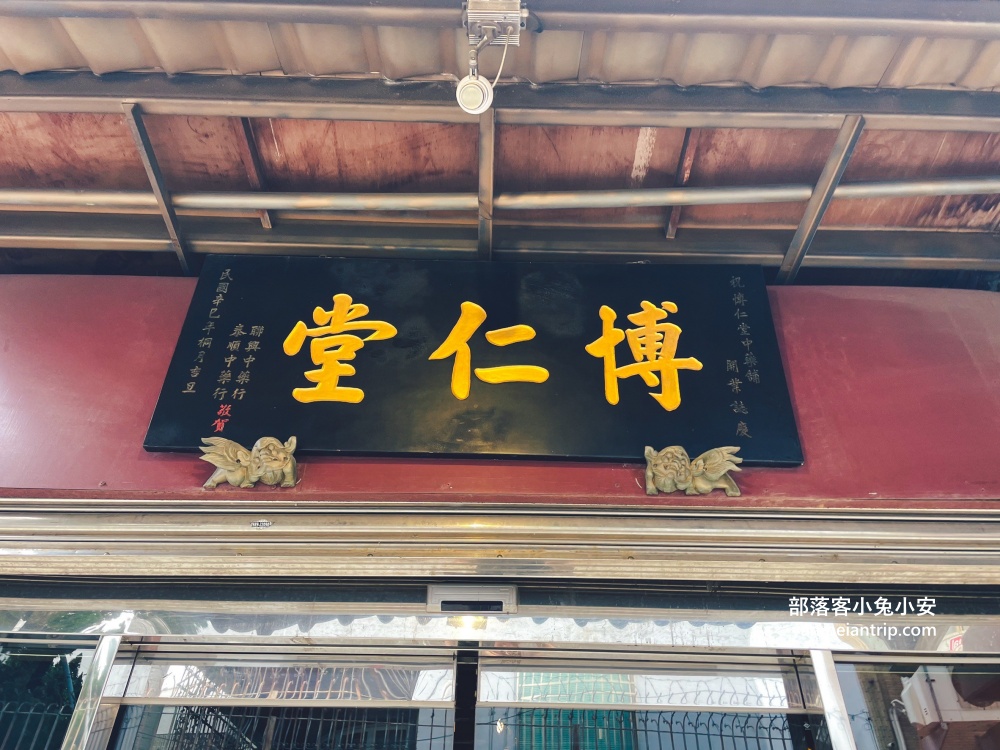 祝博仁堂中藥舖
開業誌慶
博仁堂
聯興中藥行
泰順中藥行
敬賀
民國辛巳年桐月吉旦
部落客小兔小安